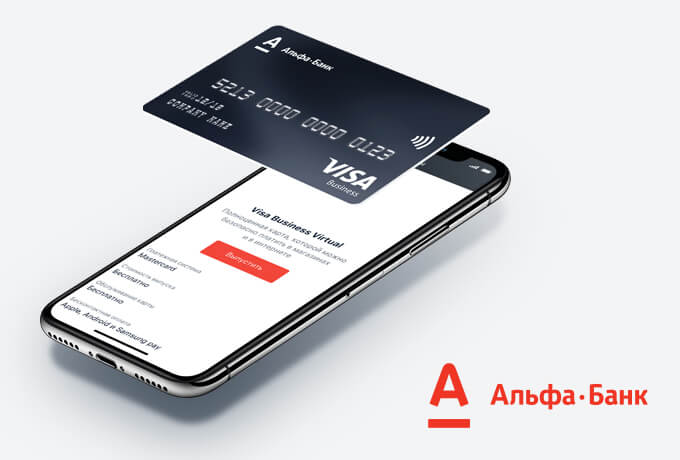 Альфа·Банк
5213 0000 0000 0123
12/18
COMPANY NAME
VISA
Business
Visa Business Virtual
Полноценная карта, которой можно
безопасно платить в магазинах
и в интернете
Выпустить
Платежная система
Mastercard
Стоимость выпуска
Бесплатно
Обслуживание карты
Бесплатно
Бесконтактная оплата
Apple, Android и Samsung pay
А
Альфа·Банк